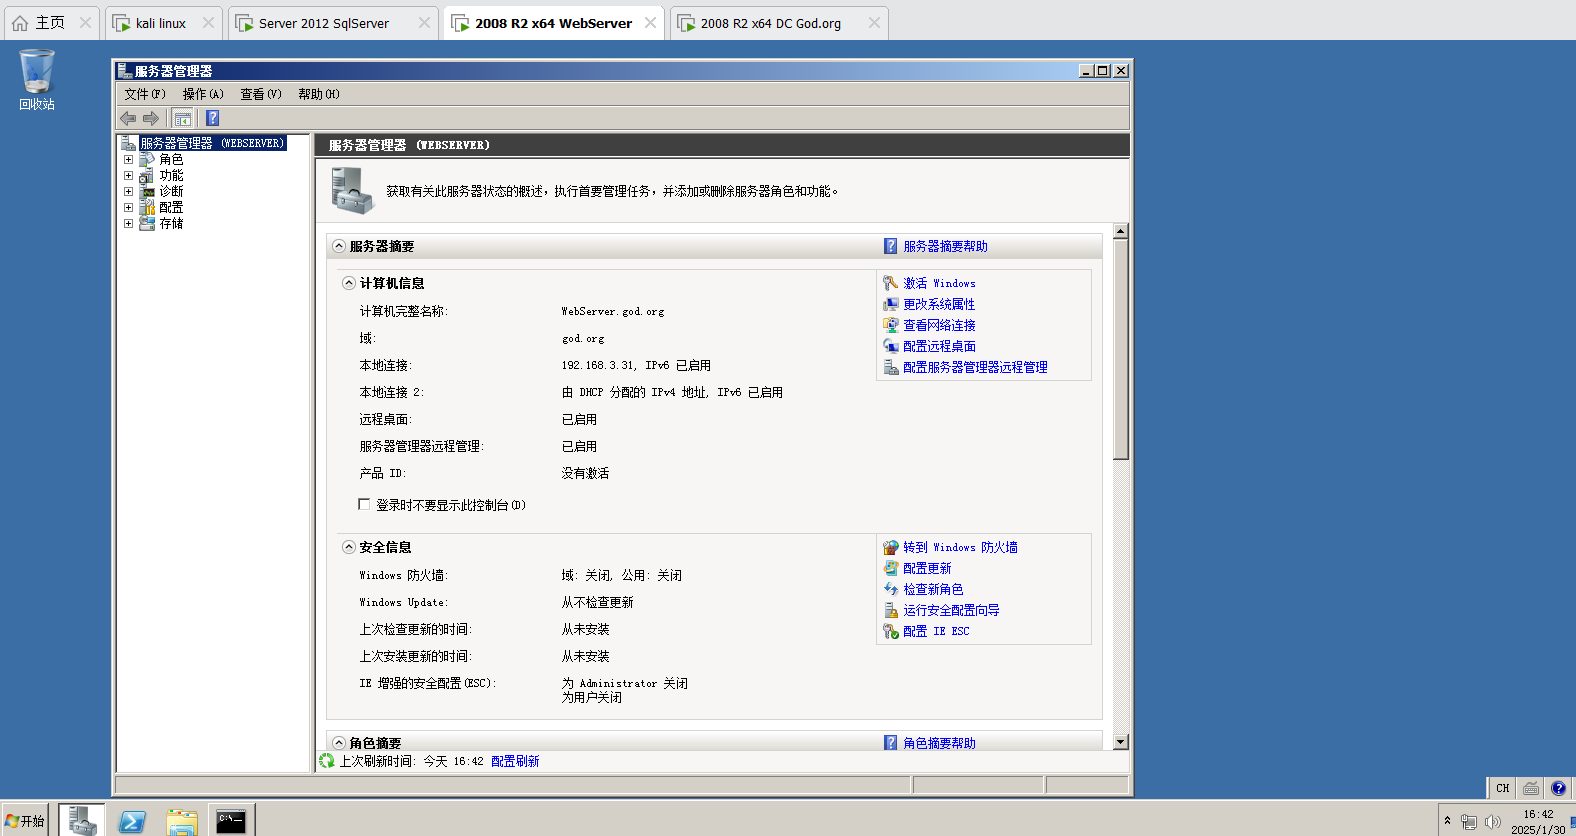 主页
kali linux
Server 2012 SqlServer
2008 R2 x64 WebServer
2008 R2 x64 DC God.org
回收站
服务器管理器
文件(F) 操作(A) 查看(V) 帮助(H)
服务器管理器 (WEBSERVER)
角色
功能
诊断
配置
存储
服务器管理器 (WEBSERVER)
获取有关此服务器状态的概述，执行首要管理任务，并添加或删除服务器角色和功能。
服务器摘要
服务器摘要帮助
计算机信息
计算机完整名称: WebServer.god.org
域: god.org
本地连接: 192.168.3.31, IPv6 已启用
本地连接 2: 由 DHCP 分配的 IPv4 地址, IPv6 已启用
远程桌面: 已启用
服务器管理器远程管理: 已启用
产品 ID: 没有激活
登录时不要显示此控制台(D)
激活 Windows
更改系统属性
查看网络连接
配置远程桌面
配置服务器管理器远程管理
安全信息
Windows 防火墙: 域: 关闭, 公用: 关闭
Windows Update: 从不检查更新
上次检查更新的时间: 从未安装
上次安装更新的时间: 从未安装
IE 增强的安全配置(ESC): 为 Administrator 关闭
为用户关闭
转到 Windows 防火墙
配置更新
检查新角色
运行安全配置向导
配置 IE ESC
角色摘要
角色摘要帮助
上次刷新时间: 今天 16:42 配置刷新
CH
开始
C:\_
16:42
2025/1/30